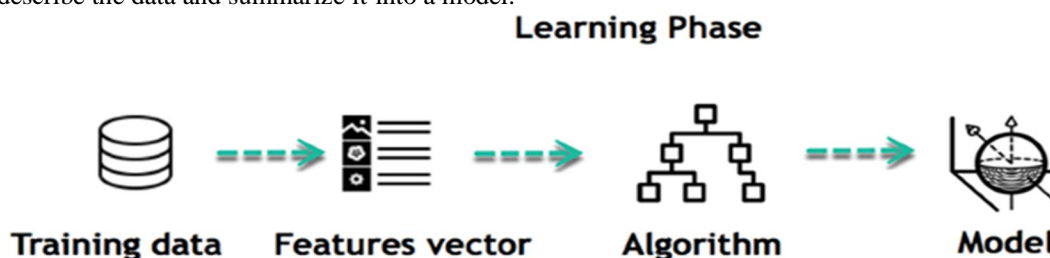 describe the data and summarize it into a model.
Learning Phase
Training data Features vector Algorithm Model